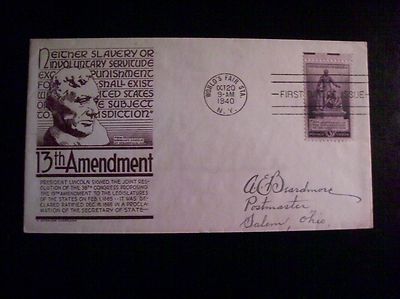 NEITHER SLAVERY OR
INVOLUNTARY SERVITUDE
EXC PUNISHMENT
SHALL EXIST
UNITED STATES
E SUBJECT
JURISDICTION"
13th Amendment
PRESIDENT LINCOLN SIGNED THE JOINT RES-
OLUTION OF THE 38TH CONGRESS PROPOSING
THE 13TH AMENDMENT TO THE LEGISLATURES
OF THE STATES ON FEB. 1, 1865 - IT WAS DE-
CLARED RATIFIED DEC. 18, 1865 IN A PROCLA-
MATION OF THE SECRETARY OF STATE
WORLD'S FAIR STA.
OCT 20
9-AM
1940
N.Y.
FIRST ISSUE
A E Beardmore
Postmaster
Salem, Ohio.